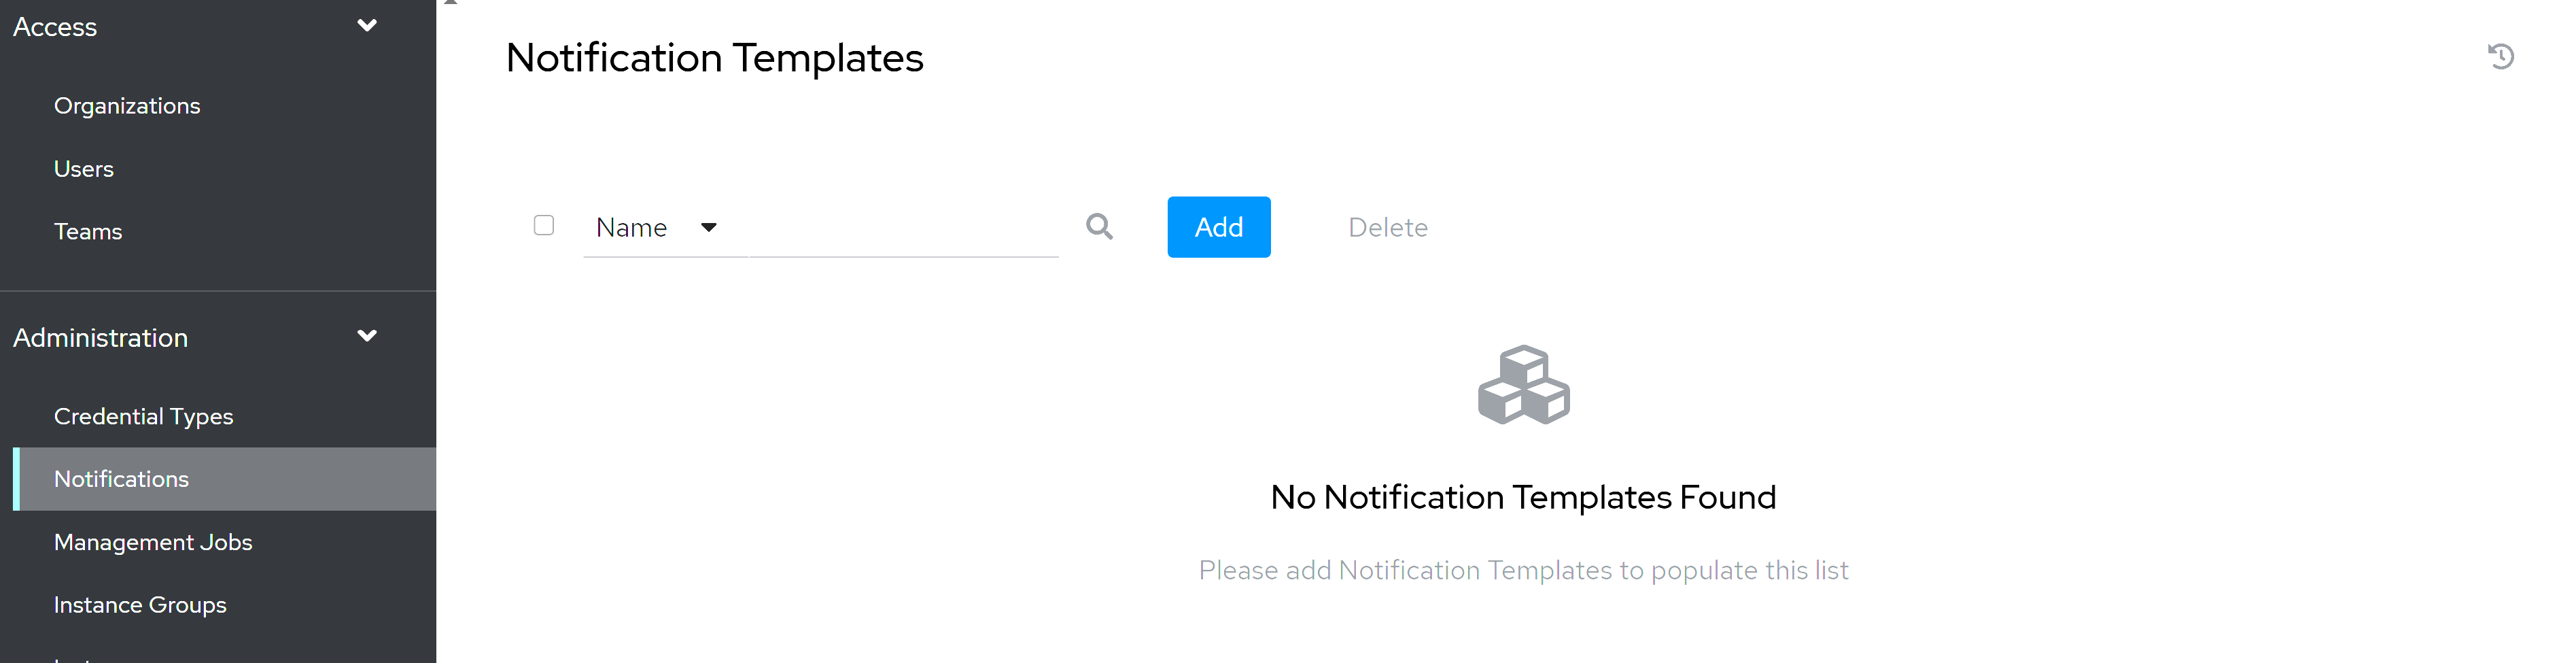 Access
Organizations
Users
Teams
Administration
Credential Types
Notifications
Management Jobs
Instance Groups
Notification Templates
Name
Add
Delete
No Notification Templates Found
Please add Notification Templates to populate this list